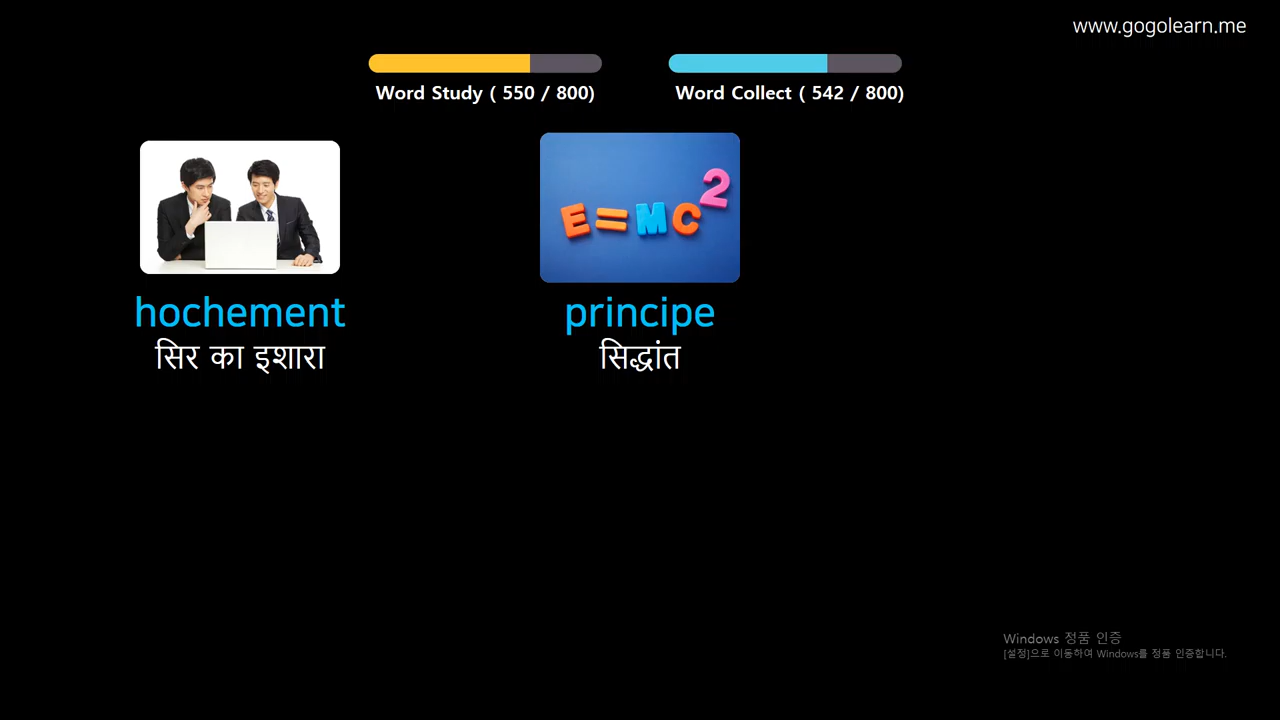 www.gogolearn.me
Word Study ( 550 / 800)
Word Collect ( 542 / 800)
E=MC2
hochement
principe
सिर का इशारा
सिद्धांत
Windows 정품 인증
[설정]으로 이동하여 Windows를 정품 인증합니다.